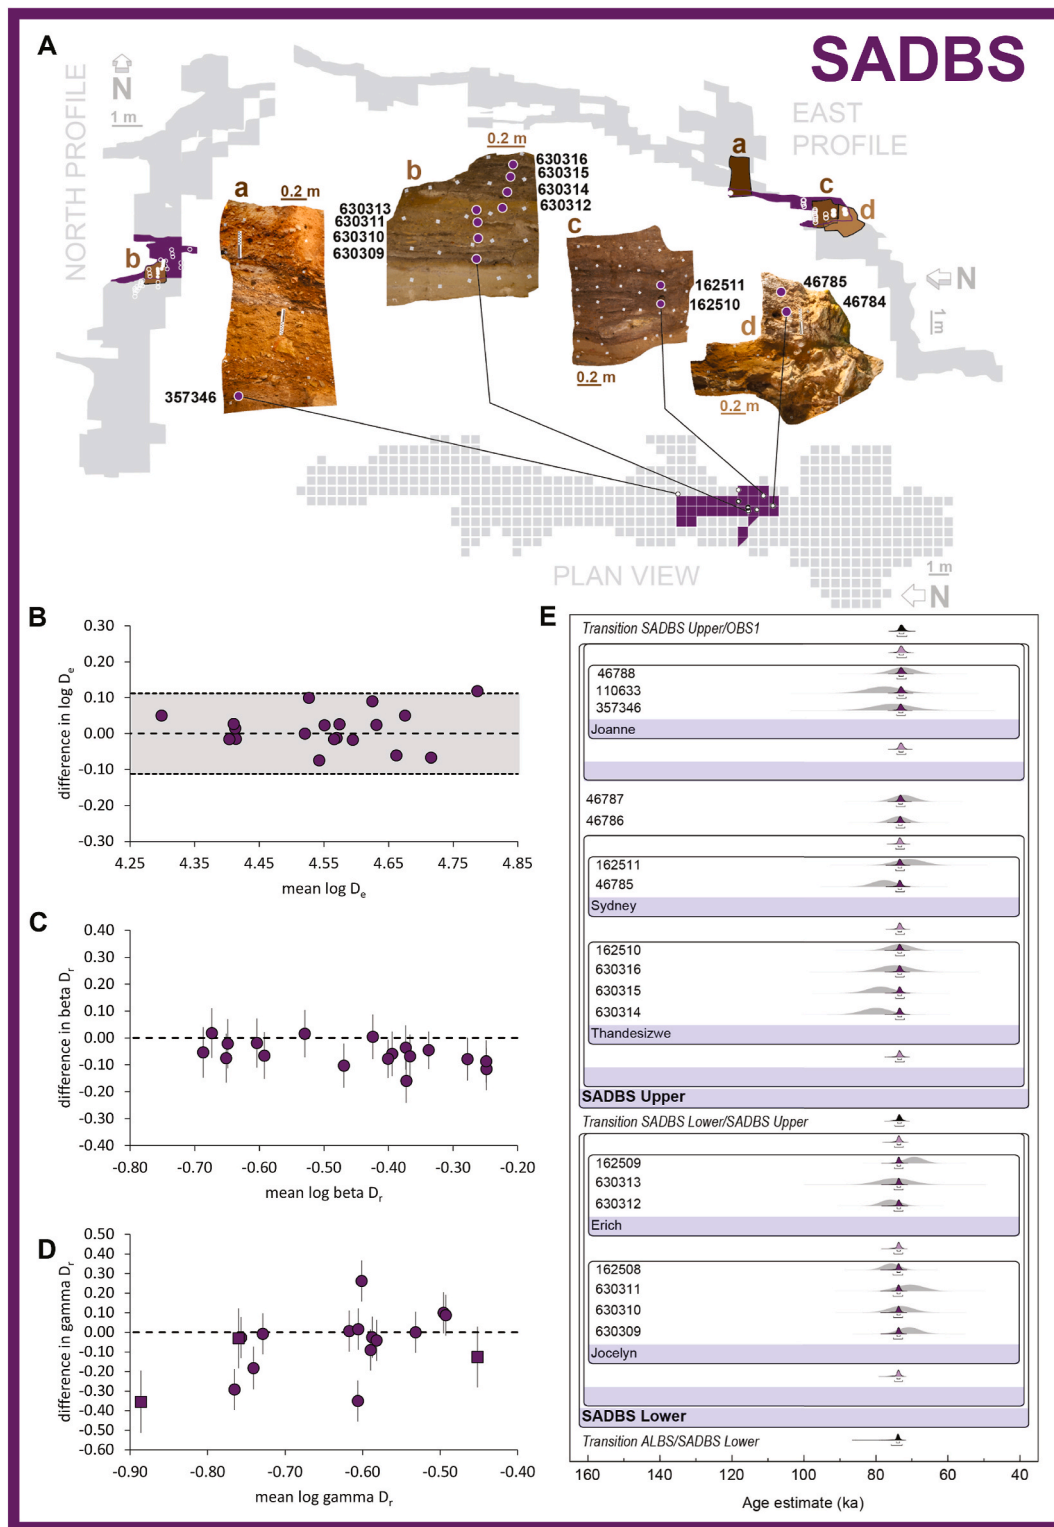 A
SADBS
NORTH PROFILE
N
1 m
EAST
PROFILE
a
0.2 m
357346
b
0.2 m
630316
630315
630314
630312
630313
630311
630310
630309
c
162511
162510
0.2 m
d
46785
46784
0.2 m
a
c
d
b
N
1 m
PLAN VIEW
1 m
N
B
difference in log De
0.30
0.20
0.10
0.00
-0.10
-0.20
-0.30
4.25 4.35 4.45 4.55 4.65 4.75 4.85
mean log De
C
difference in beta Dr
0.40
0.30
0.20
0.10
0.00
-0.10
-0.20
-0.30
-0.40
-0.80 -0.70 -0.60 -0.50 -0.40 -0.30 -0.20
mean log beta Dr
D
difference in gamma Dr
0.50
0.40
0.30
0.20
0.10
0.00
-0.10
-0.20
-0.30
-0.40
-0.50
-0.60
-0.90 -0.80 -0.70 -0.60 -0.50 -0.40
mean log gamma Dr
E
Transition SADBS Upper/OBS1
46788
110633
357346
Joanne
46787
46786
162511
46785
Sydney
162510
630316
630315
630314
Thandesizwe
SADBS Upper
Transition SADBS Lower/SADBS Upper
162509
630313
630312
Erich
162508
630311
630310
630309
Jocelyn
SADBS Lower
Transition ALBS/SADBS Lower
160 140 120 100 80 60 40
Age estimate (ka)